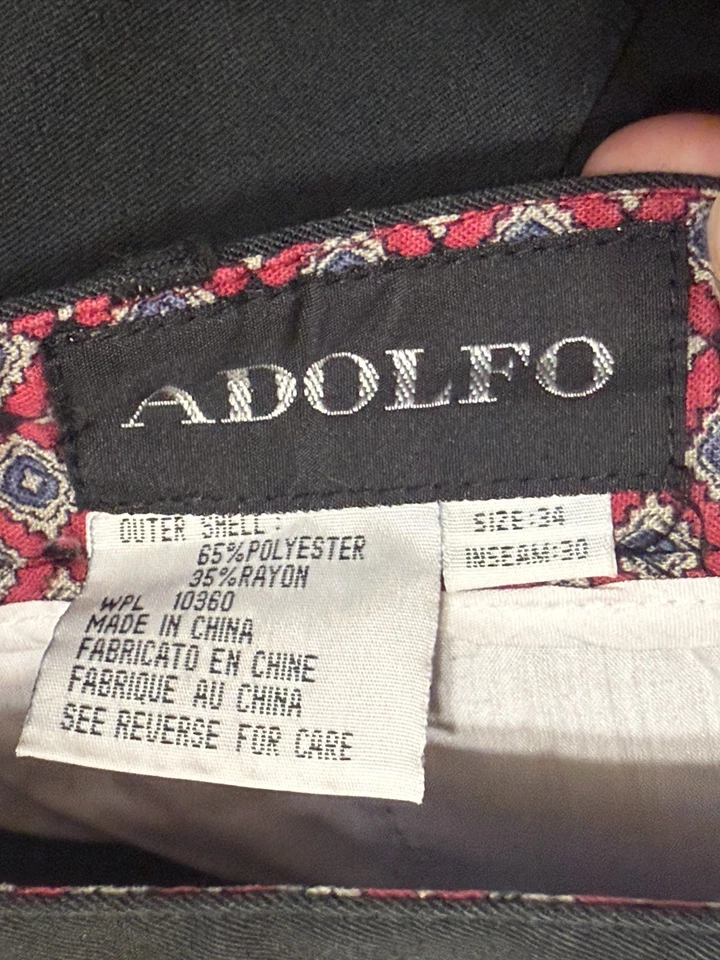 ADOLFO
OUTER SHELL:
65%POLYESTER
35%RAYON
WPL 10360
MADE IN CHINA
FABRICATO EN CHINE
FABRIQUE AU CHINA
SEE REVERSE FOR CARE
SIZE:34
INSEAM:30